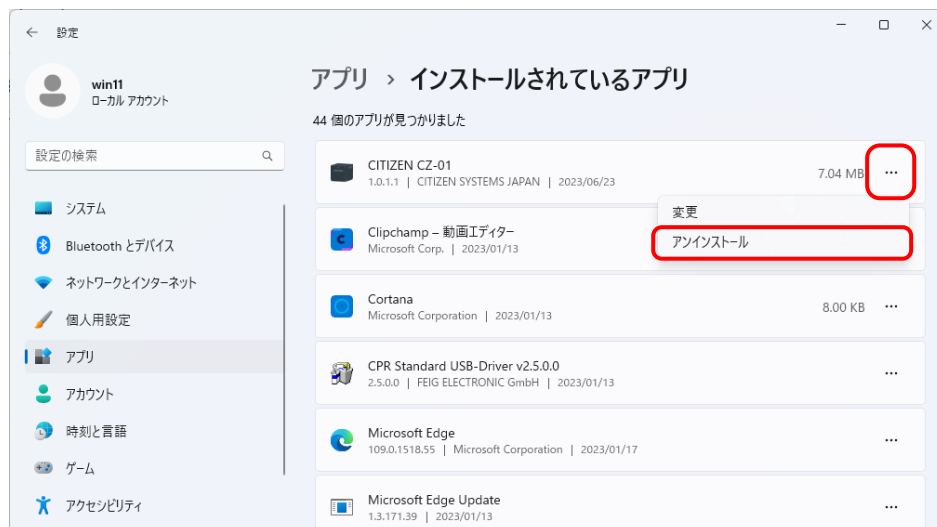 設定
win11
ローカル アカウント
設定の検索
システム
Bluetooth とデバイス
ネットワークとインターネット
個人用設定
アプリ
アカウント
時刻と言語
ゲーム
アクセシビリティ
アプリ › インストールされているアプリ
44 個のアプリが見つかりました
CITIZEN CZ-01
1.0.1.1 | CITIZEN SYSTEMS JAPAN | 2023/06/23
7.04 MB
変更
アンインストール
Clipchamp – 動画エディター
Microsoft Corp. | 2023/01/13
Cortana
Microsoft Corporation | 2023/01/13
8.00 KB
CPR Standard USB-Driver v2.5.0.0
2.5.0.0 | FEIG ELECTRONIC GmbH | 2023/01/13
Microsoft Edge
109.0.1518.55 | Microsoft Corporation | 2023/01/17
Microsoft Edge Update
1.3.171.39 | 2023/01/13